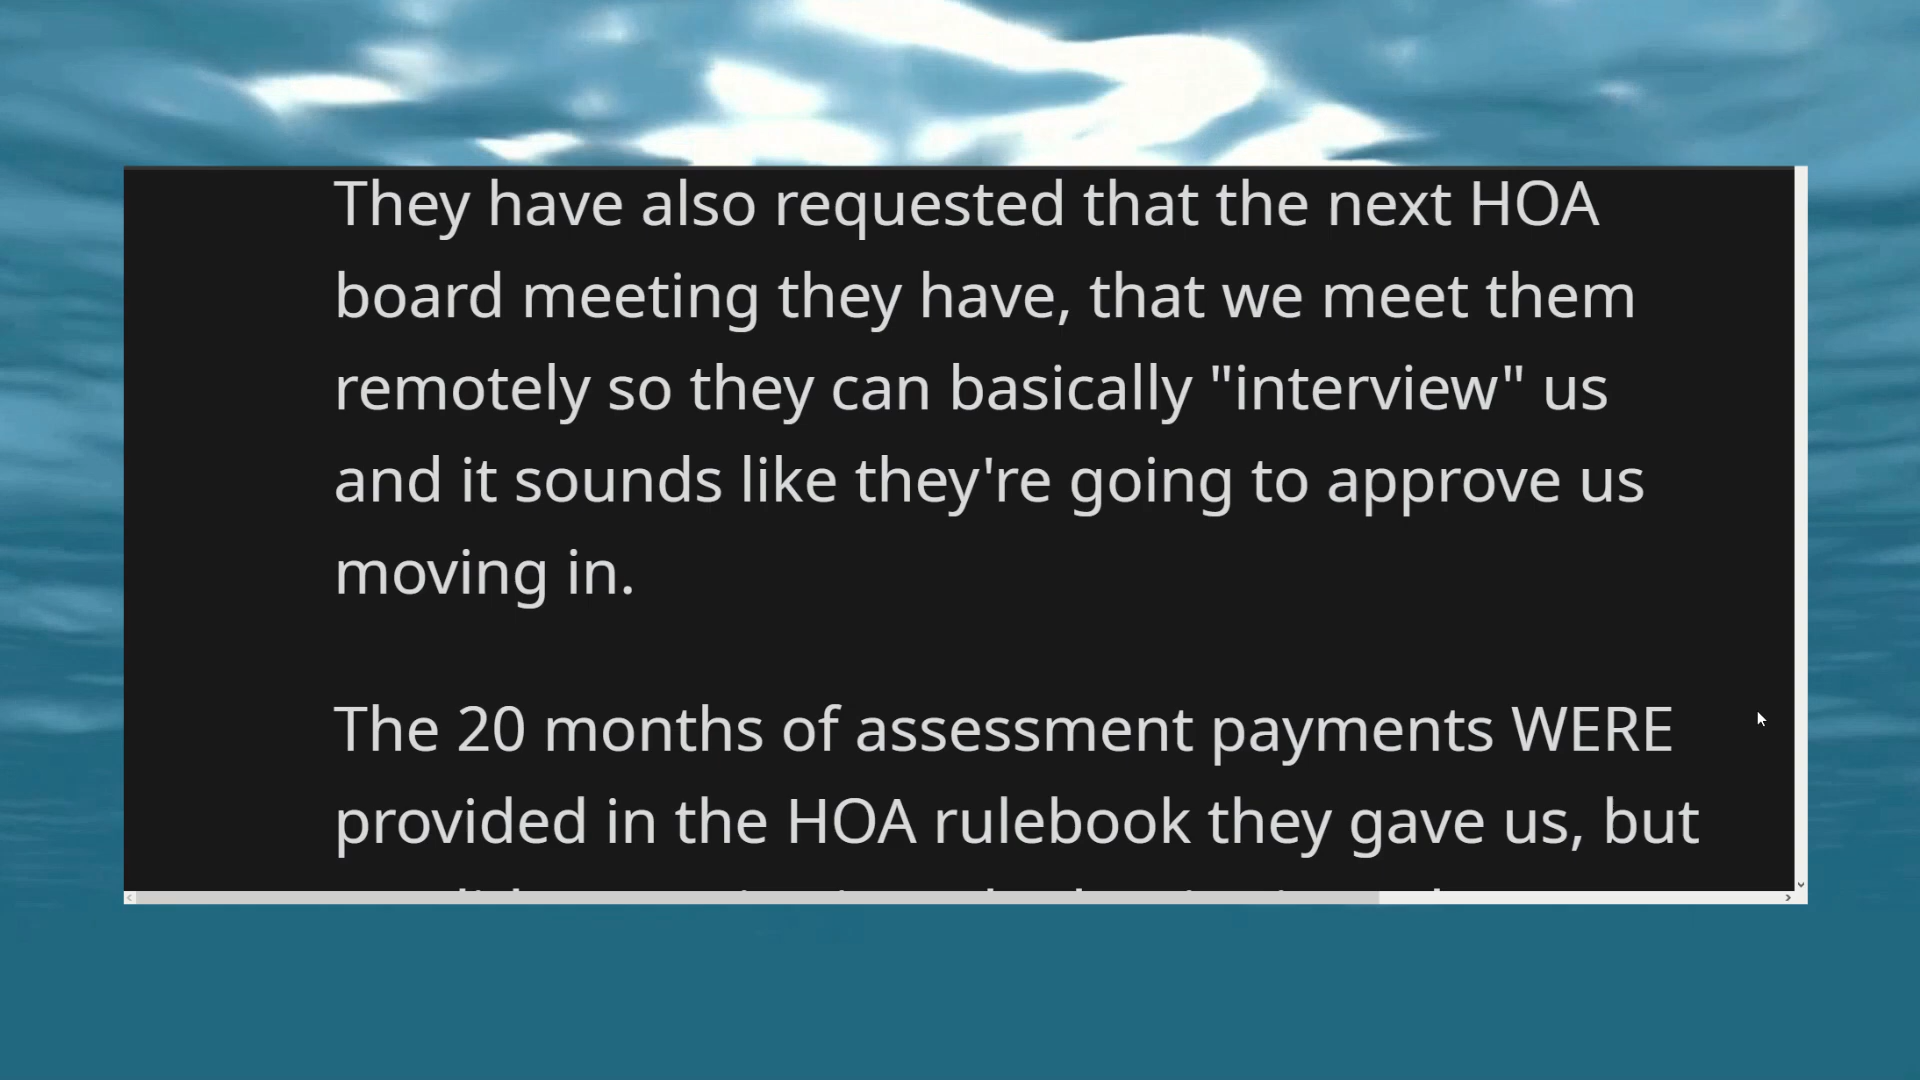 They have also requested that the next HOA
board meeting they have, that we meet them
remotely so they can basically "interview" us
and it sounds like they're going to approve us
moving in.
The 20 months of assessment payments WERE
provided in the HOA rulebook they gave us, but